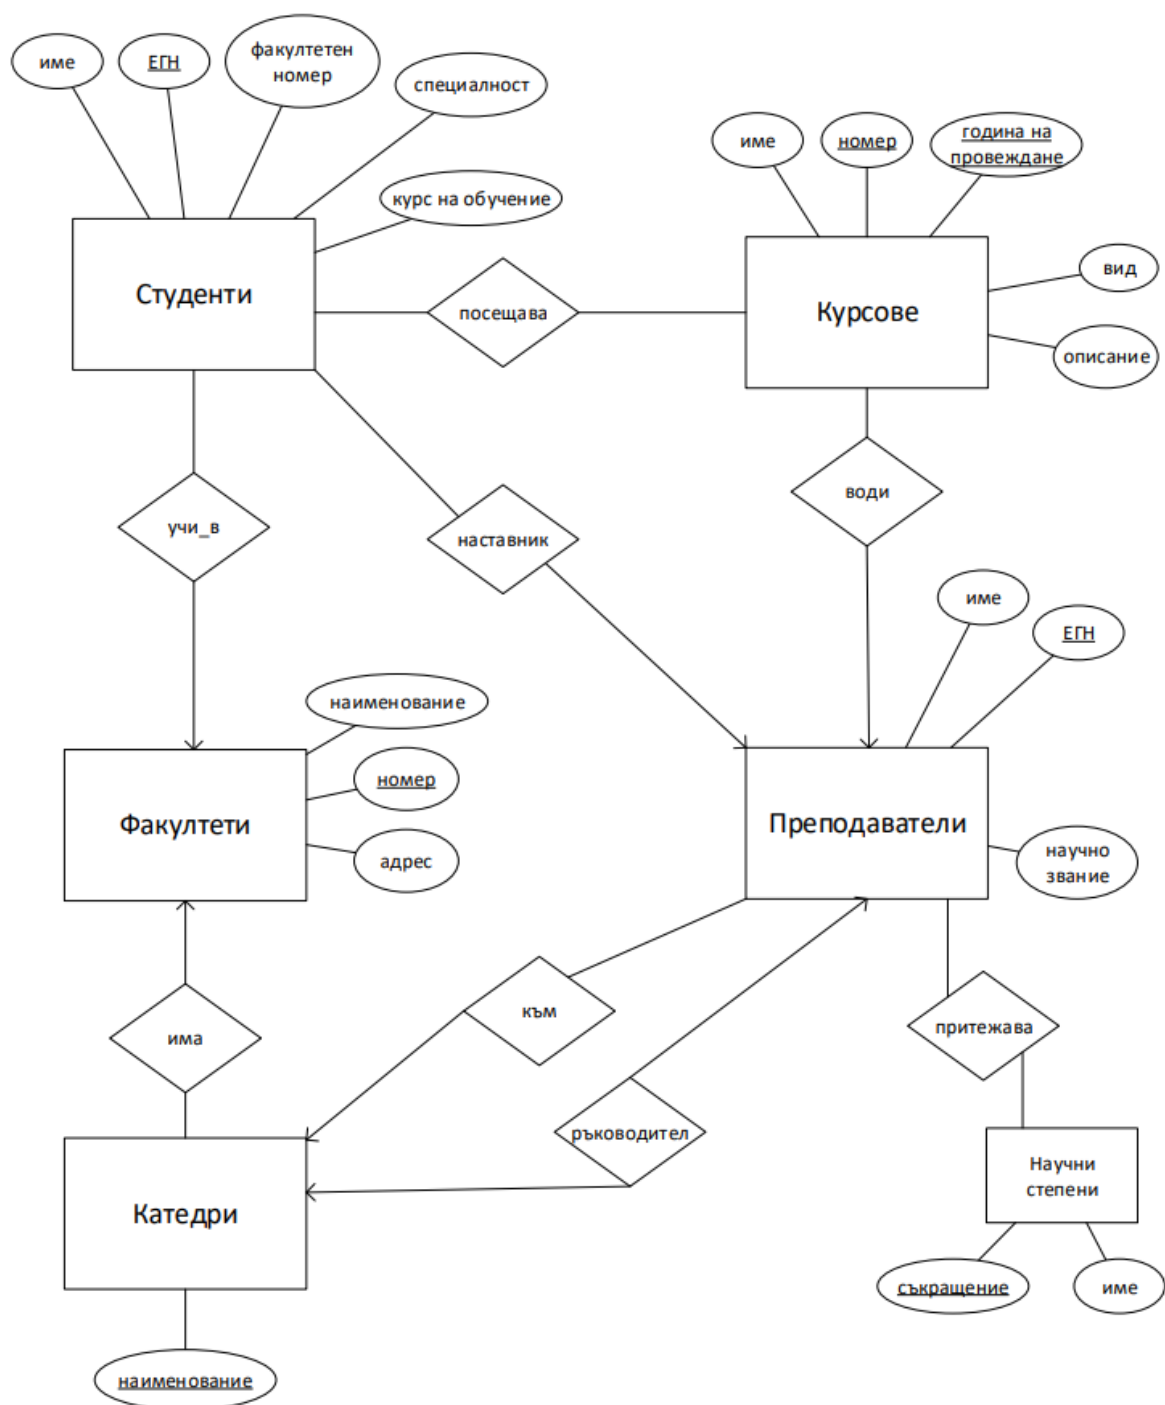 име
ЕГН
факултетен
номер
специалност
курс на обучение
име
номер
година на
провеждане
вид
описание
Студенти
посещава
Курсове
учи_в
наставник
води
име
ЕГН
наименование
номер
адрес
Факултети
Преподаватели
научно
звание
има
към
притежава
ръководител
Катедри
Научни
степени
съкращение
име
наименование